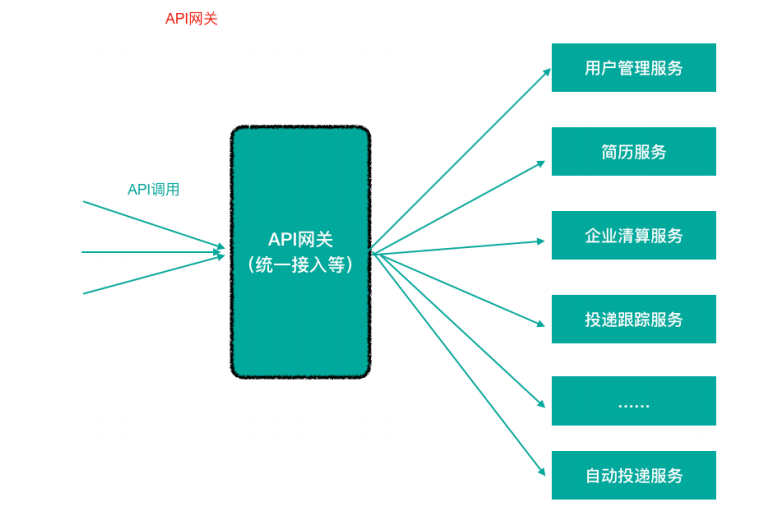 API网关
API调用
API网关
（统一接入等）
用户管理服务
简历服务
企业清算服务
投递跟踪服务
......
自动投递服务